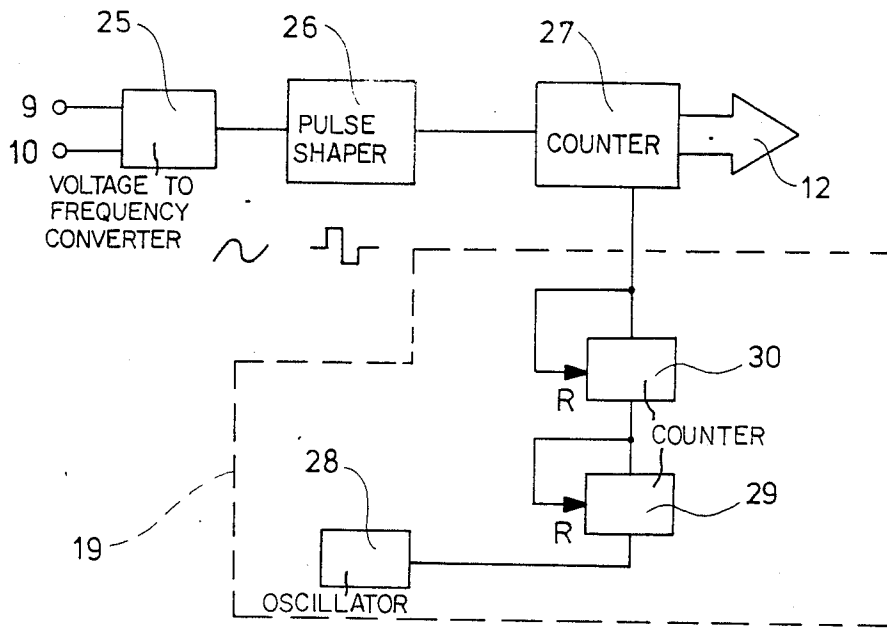 25
26
27
9
10
PULSE
SHAPER
COUNTER
12
VOLTAGE TO
FREQUENCY
CONVERTER
30
R
COUNTER
28
29
R
19
OSCILLATOR